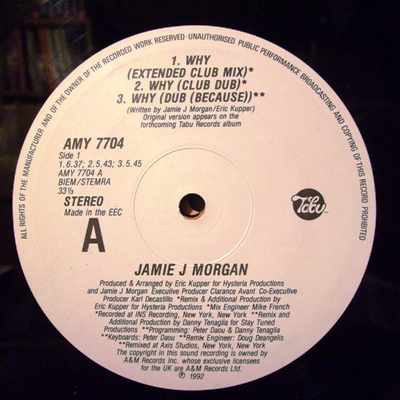 ALL RIGHTS OF THE MANUFACTURER AND OF THE OWNER OF THE RECORDED WORK RESERVED · UNAUTHORISED PUBLIC PERFORMANCE BROADCASTING AND COPYING OF THIS RECORD PROHIBITED
1. WHY
(EXTENDED CLUB MIX)*
2. WHY (CLUB DUB)*
3. WHY (DUB (BECAUSE))**
(Written by Jamie J Morgan/Eric Kupper)
Original version appears on the
forthcoming Tabu Records album
AMY 7704
Side 1
1. 6.37; 2. 5.43; 3. 5.45
AMY 7704 A
BIEM/STEMRA
33⅓
STEREO
Made in the EEC
A
Tabu
JAMIE J MORGAN
Produced & Arranged by Eric Kupper for Hysteria Productions
and Jamie J Morgan Executive Producer Clarance Avant Co-Executive
Producer Karl Decastillo *Remix & Additional Production by
Eric Kupper for Hysteria Productions *Mix Engineer Mike French
*Recorded at INS Recording, New York, New York **Remix and
Additional Production by Danny Tenaglia for Stay Tuned
Productions **Programming: Peter Daou & Danny Tenaglia
**Keyboards: Peter Daou **Remix Engineer: Doug Deangelis
**Remixed at Axis Studios, New York, New York
The copyright in this sound recording is owned by
A&M Records Inc. whose exclusive licensees
for the UK are A&M Records Ltd.
℗ 1992